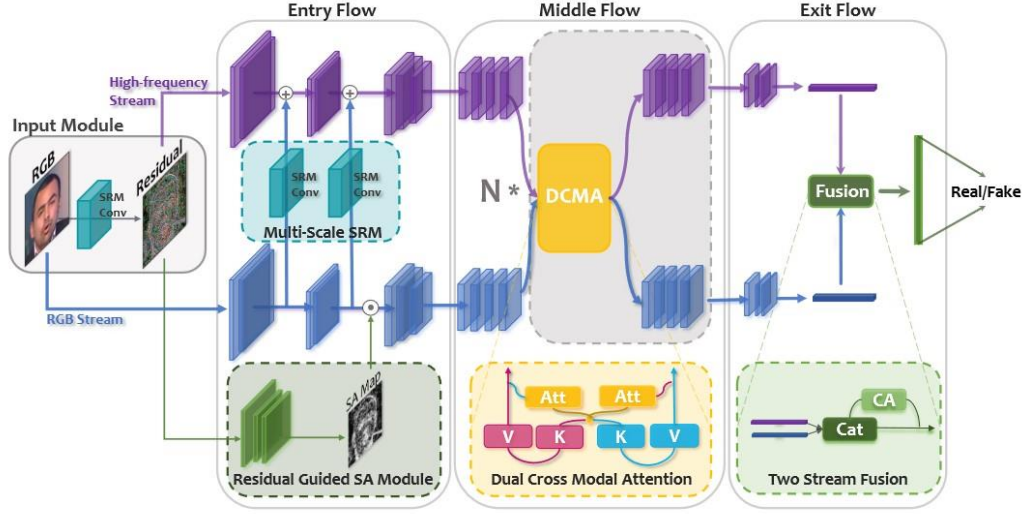 Entry Flow
Middle Flow
Exit Flow
High-frequency
Stream
Input Module
RGB
SRM
Conv
Residual
SRM
Conv
SRM
Conv
Multi-Scale SRM
N *
DCMA
Fusion
Real/Fake
RGB Stream
SA Map
Residual Guided SA Module
Att
Att
V
K
K
V
Dual Cross Modal Attention
CA
Cat
Two Stream Fusion